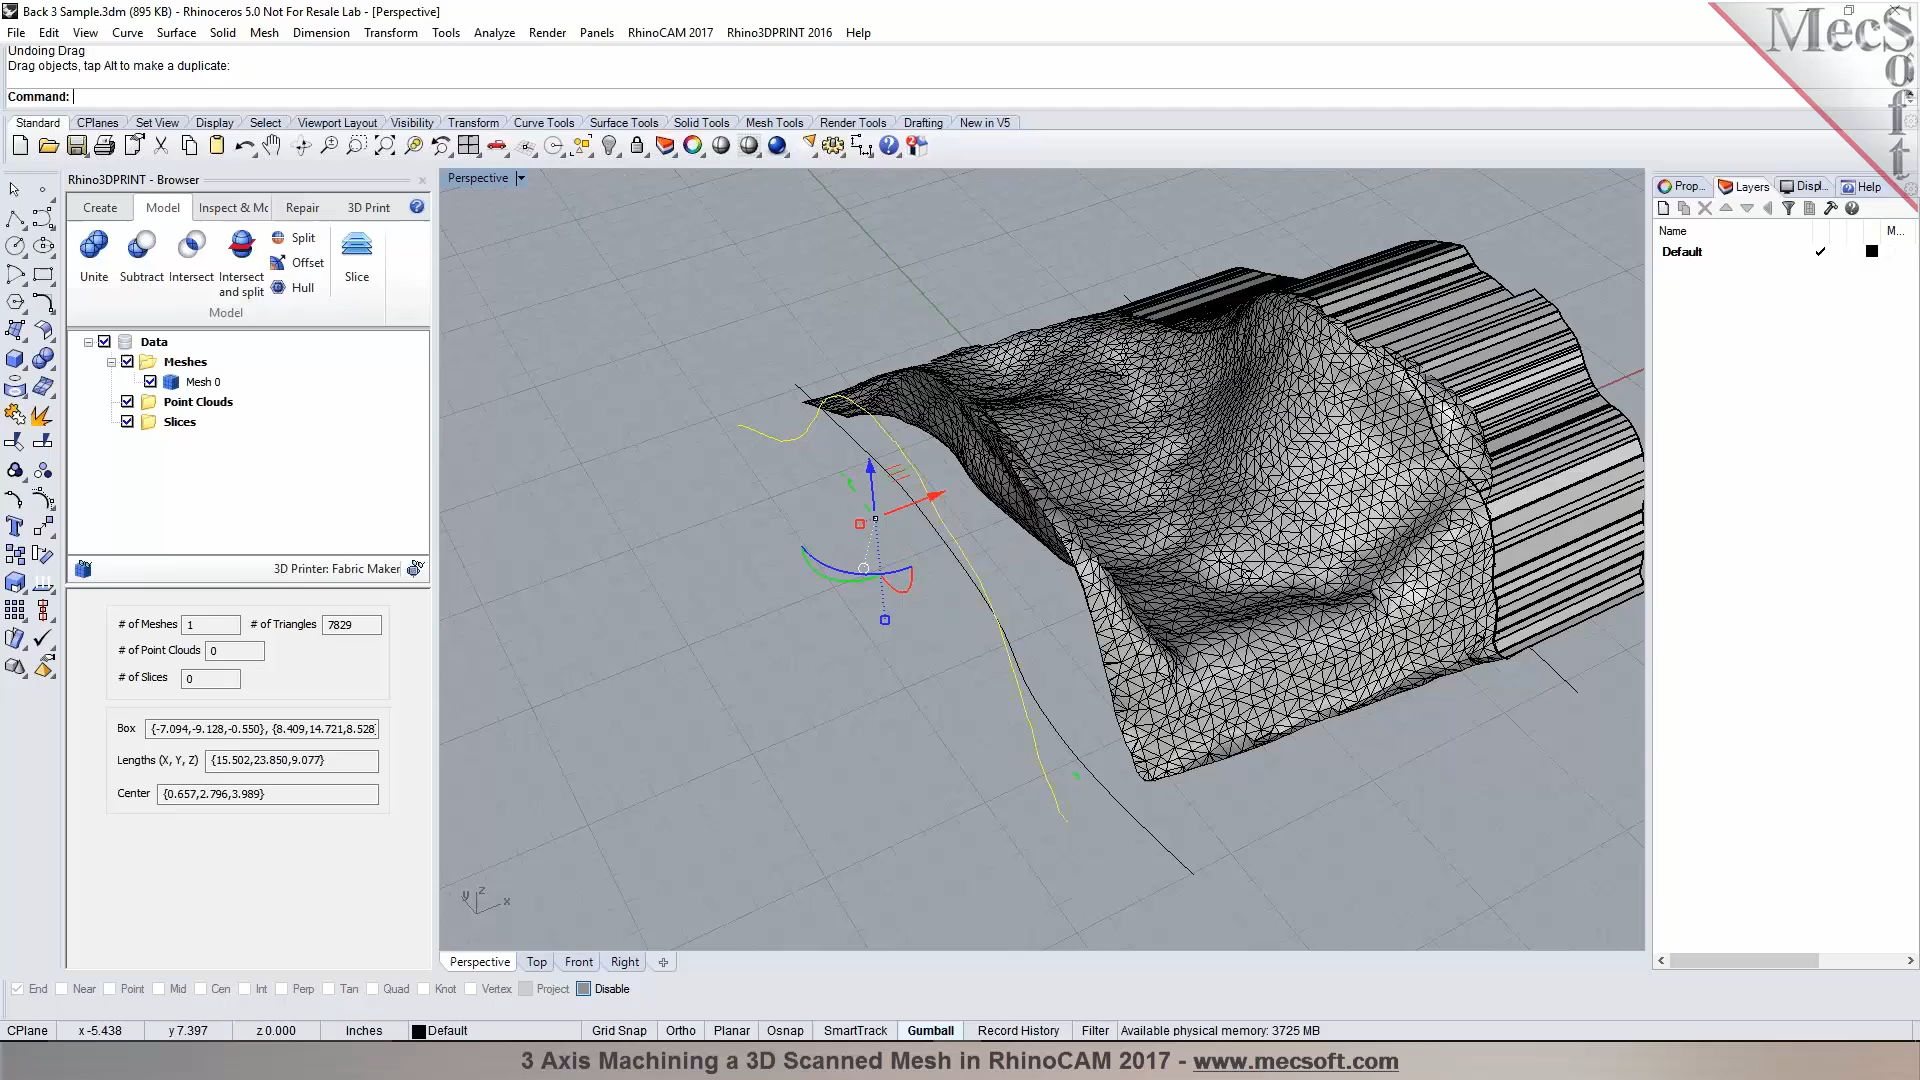 Back 3 Sample.3dm (895 KB) - Rhinoceros 5.0 Not For Resale Lab - [Perspective]
File Edit View Curve Surface Solid Mesh Dimension Transform Tools Analyze Render Panels RhinoCAM 2017 Rhino3DPRINT 2016 Help
Undoing Drag
Drag objects, tap Alt to make a duplicate:
Command:
MecSoft
Standard CPlanes Set View Display Select Viewport Layout Visibility Transform Curve Tools Surface Tools Solid Tools Mesh Tools Render Tools Drafting New in V5
Rhino3DPRINT - Browser
Create Model Inspect & Mc Repair 3D Print
Unite Subtract Intersect Intersect and split Split Offset Hull Slice
Model
Data
Meshes
Mesh 0
Point Clouds
Slices
3D Printer: Fabric Maker
# of Meshes 1 # of Triangles 7829
# of Point Clouds 0
# of Slices 0
Box {-7.094,-9.128,-0.550}, {8.409,14.721,8.528}
Lengths (X, Y, Z) {15.502,23.850,9.077}
Center {0.657,2.796,3.989}
Perspective
y z x
Prop... Layers Displ... Help
Name M...
Default
Perspective Top Front Right
End Near Point Mid Cen Int Perp Tan Quad Knot Vertex Project Disable
CPlane x -5.438 y 7.397 z 0.000 Inches Default Grid Snap Ortho Planar Osnap SmartTrack Gumball Record History Filter Available physical memory: 3725 MB
3 Axis Machining a 3D Scanned Mesh in RhinoCAM 2017 - www.mecsoft.com